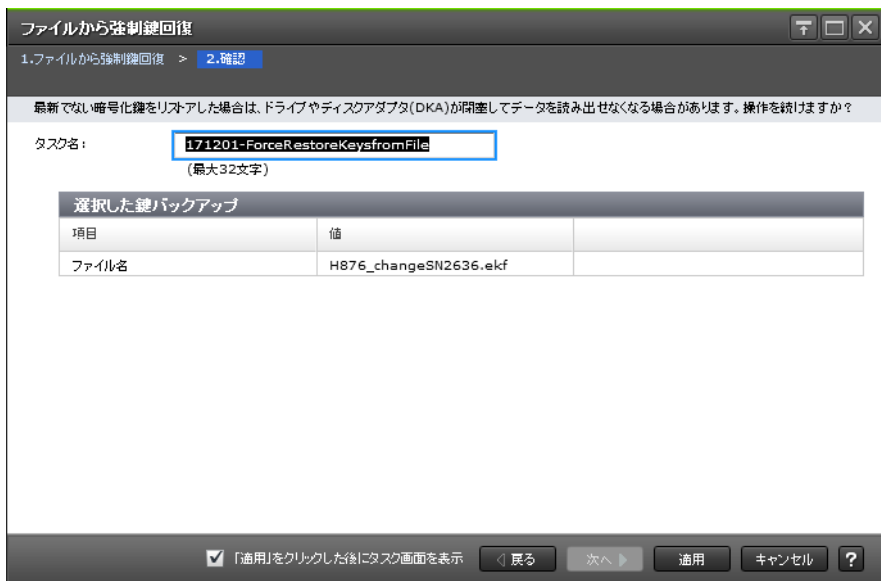 ファイルから強制鍵回復
1.ファイルから強制鍵回復 > 2.確認
最新でない暗号化鍵をリストアした場合は、ドライブやディスクアダプタ(DKA)が閉塞してデータを読み出せなくなる場合があります。操作を続けますか?
タスク名:
171201-ForceRestoreKeysfromFile
(最大32文字)
選択した鍵バックアップ
項目 値
ファイル名 H876_changeSN2636.ekf
「適用」をクリックした後にタスク画面を表示 戻る 次へ 適用 キャンセル ?